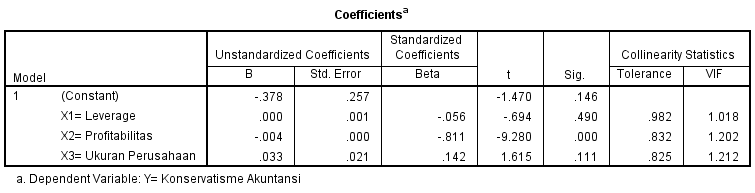 Coefficientsa
Model Unstandardized Coefficients Standardized Coefficients t Sig. Collinearity Statistics
B Std. Error Beta Tolerance VIF
1 (Constant) -.378 .257 -1.470 .146
X1= Leverage .000 .001 -.056 -.694 .490 .982 1.018
X2= Profitabilitas -.004 .000 -.811 -9.280 .000 .832 1.202
X3= Ukuran Perusahaan .033 .021 .142 1.615 .111 .825 1.212
a. Dependent Variable: Y= Konservatisme Akuntansi